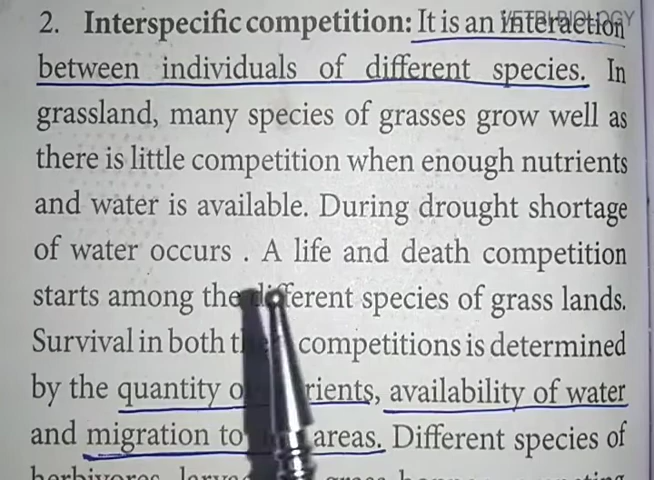 VETRI BIOLOGY
2. Interspecific competition: It is an interaction
between individuals of different species. In
grassland, many species of grasses grow well as
there is little competition when enough nutrients
and water is available. During drought shortage
of water occurs . A life and death competition
starts among the different species of grass lands.
Survival in both competitions is determined
by the quantity availability of water
and migration to areas. Different species of